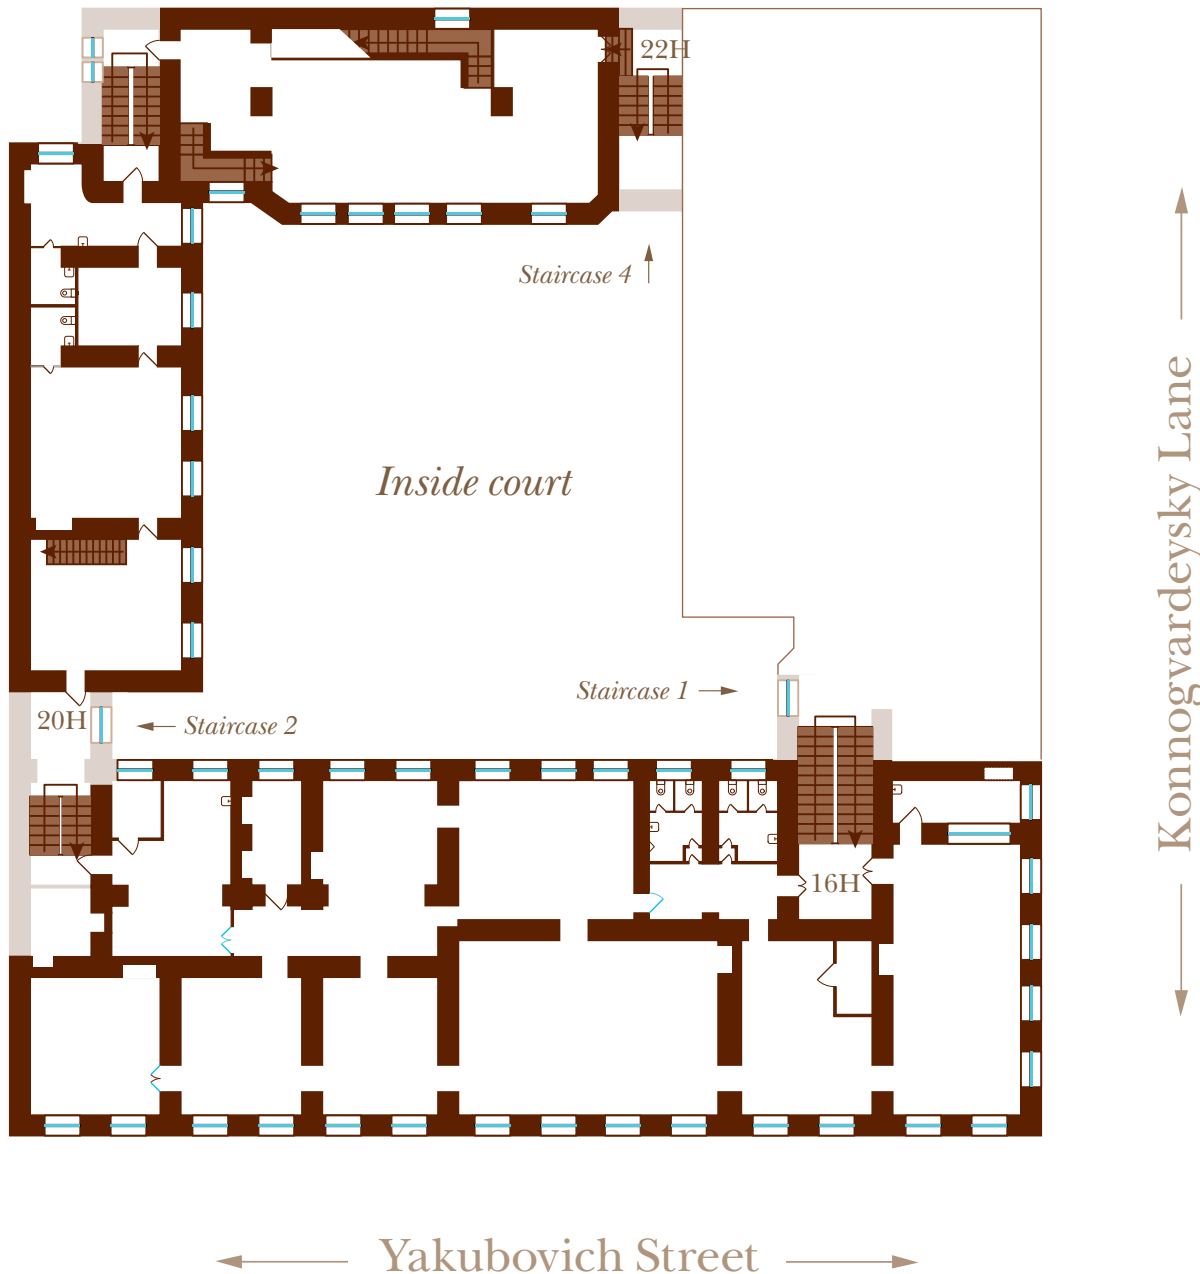 22H
Staircase 4
Inside court
Konnogvardeysky Lane
Staircase 1
20H
Staircase 2
16H
Yakubovich Street